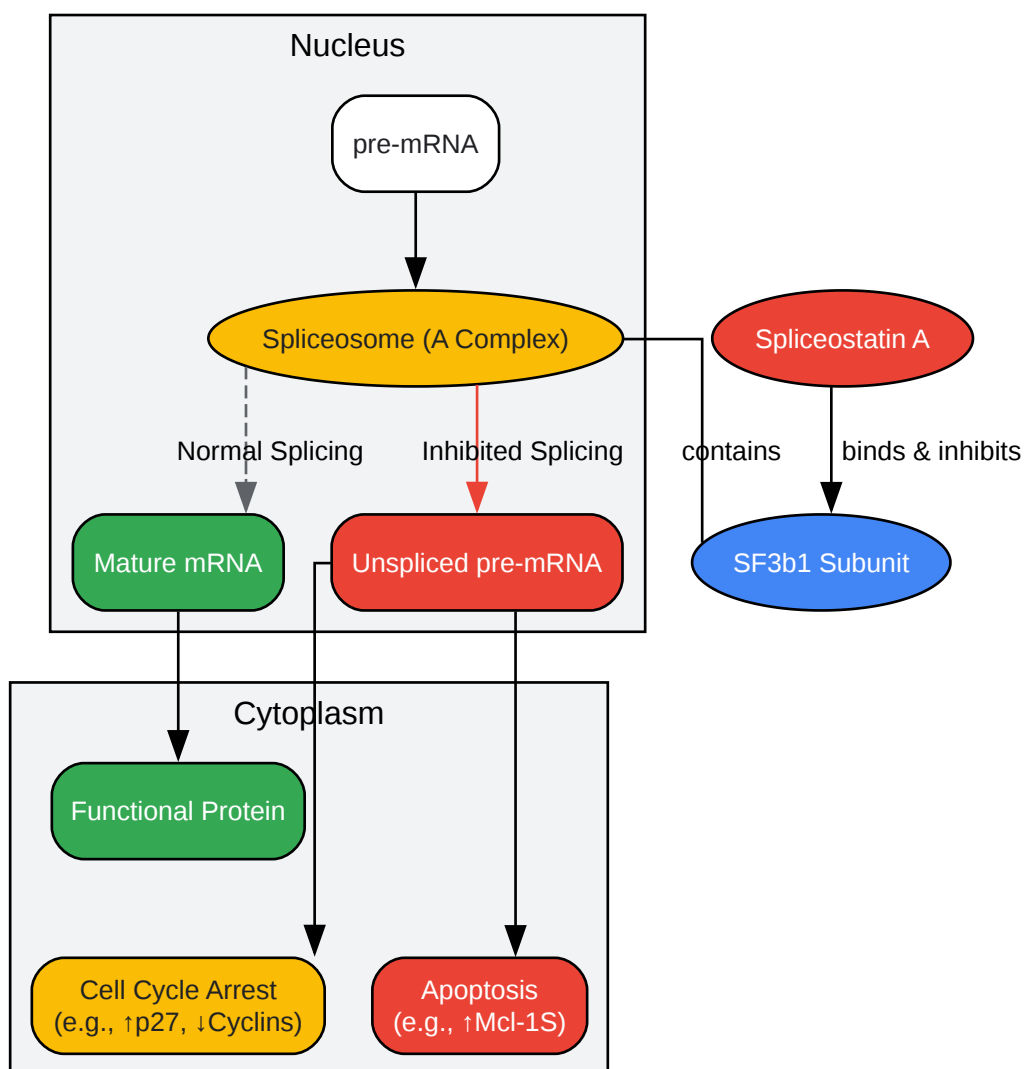 Nucleus
pre-mRNA
Spliceosome (A Complex)
Spliceostatin A
Normal Splicing
Inhibited Splicing
contains
binds & inhibits
Mature mRNA
Unspliced pre-mRNA
SF3b1 Subunit
Cytoplasm
Functional Protein
Cell Cycle Arrest
(e.g., ↑p27, ↓Cyclins)
Apoptosis
(e.g., ↑Mcl-1S)